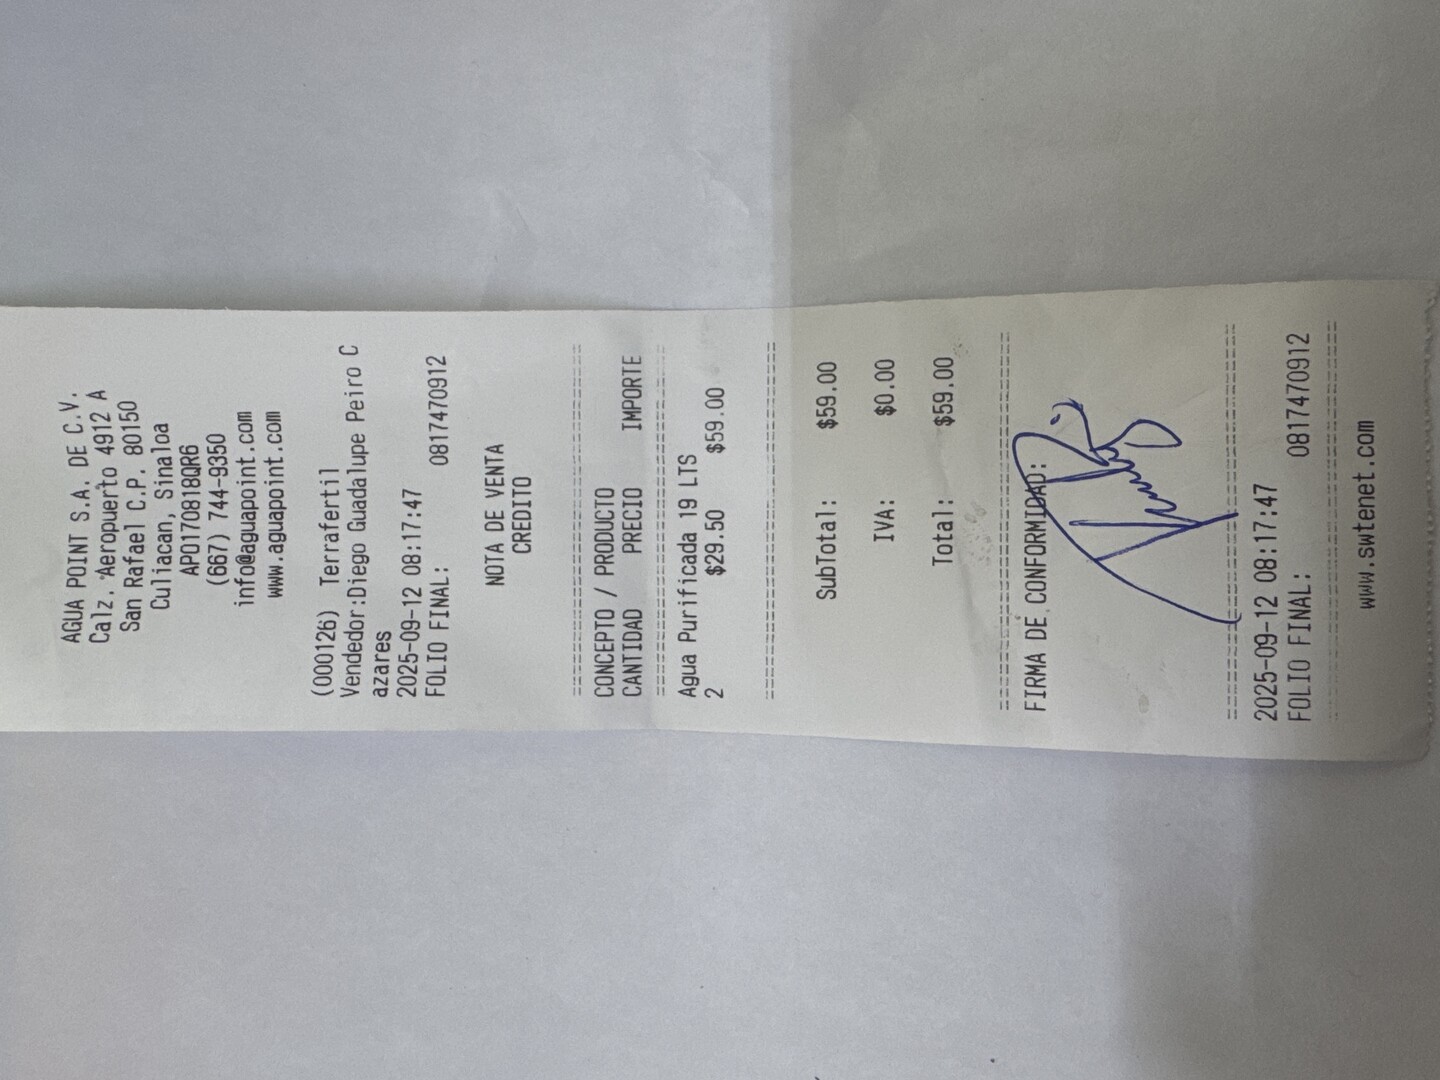 AGUA POINT S.A. DE C.V.
Calz. Aeropuerto 4912 A
San Rafael C.P. 80150
Culiacan, Sinaloa
APO170818QR6
(667) 744-9350
info@aguapoint.com
www.aguapoint.com
(000126) Terrafertil
Vendedor:Diego Guadalupe Peiro C
azares
2025-09-12 08:17:47
FOLIO FINAL: 0817470912
NOTA DE VENTA
CREDITO
CONCEPTO / PRODUCTO
CANTIDAD PRECIO IMPORTE
Agua Purificada 19 LTS
2 $29.50 $59.00
SubTotal: $59.00
IVA: $0.00
Total: $59.00
FIRMA DE CONFORMIDAD:
2025-09-12 08:17:47
FOLIO FINAL: 0817470912
www.swtenet.com